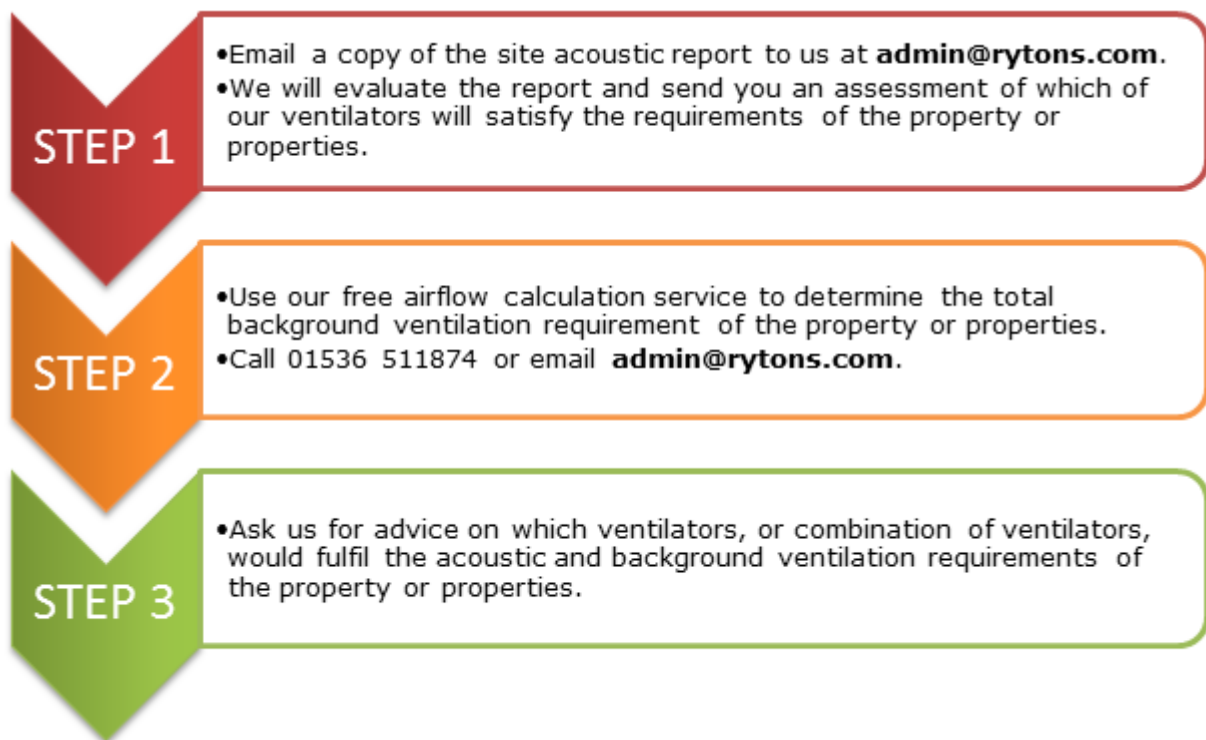 STEP 1
•Email a copy of the site acoustic report to us at admin@rytons.com.
•We will evaluate the report and send you an assessment of which of
our ventilators will satisfy the requirements of the property or
properties.
STEP 2
•Use our free airflow calculation service to determine the total
background ventilation requirement of the property or properties.
•Call 01536 511874 or email admin@rytons.com.
STEP 3
•Ask us for advice on which ventilators, or combination of ventilators,
would fulfil the acoustic and background ventilation requirements of
the property or properties.